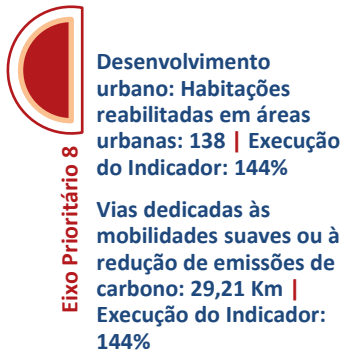 Eixo Prioritário 8
Desenvolvimento
urbano: Habitações
reabilitadas em áreas
urbanas: 138 | Execução
do Indicador: 144%
Vias dedicadas às
mobilidades suaves ou à
redução de emissões de
carbono: 29,21 Km |
Execução do Indicador:
144%